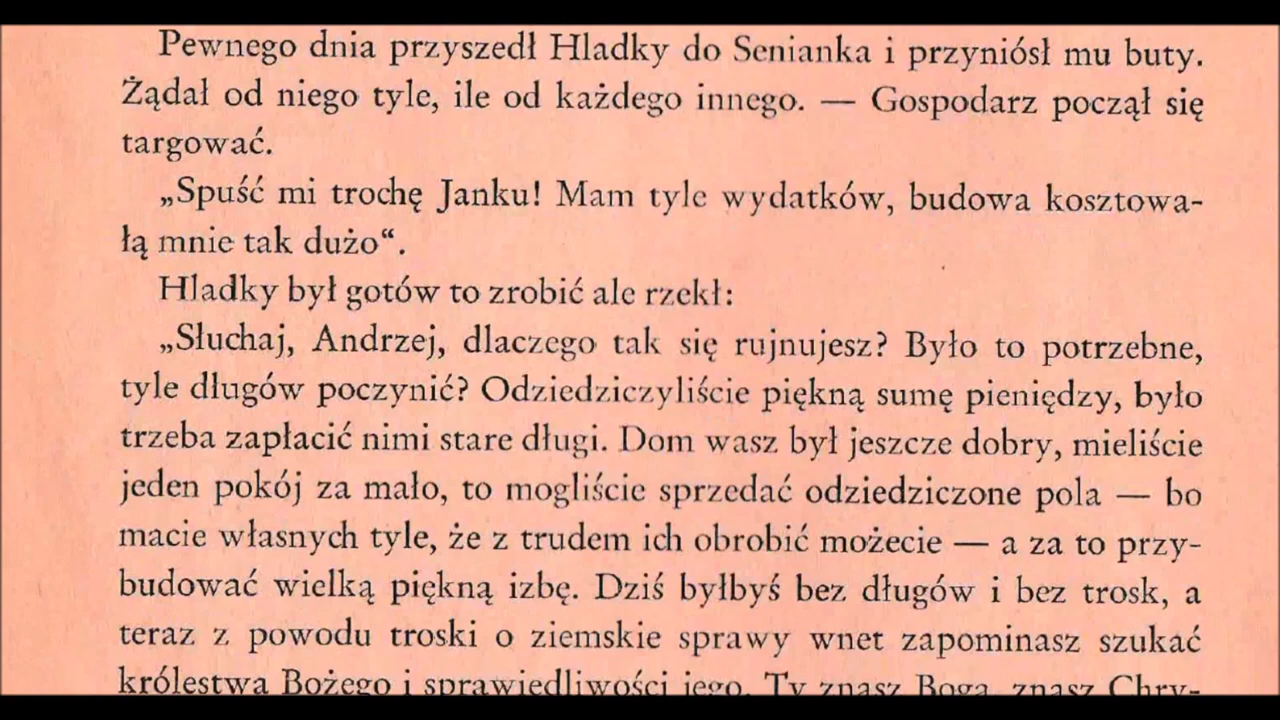 Pewnego dnia przyszedł Hladky do Senianka i przyniósł mu buty.
Żądał od niego tyle, ile od każdego innego. — Gospodarz począł się
targować.
„Spuść mi trochę Janku! Mam tyle wydatków, budowa kosztowa-
łą mnie tak dużo“.
Hladky był gotów to zrobić ale rzekł:
„Słuchaj, Andrzej, dlaczego tak się rujnujesz? Było to potrzebne,
tyle długów poczynić? Odziedziczyliście piękną sumę pieniędzy, było
trzeba zapłacić nimi stare długi. Dom wasz był jeszcze dobry, mieliście
jeden pokój za mało, to mogliście sprzedać odziedziczone pola — bo
macie własnych tyle, że z trudem ich obrobić możecie — a za to przy-
budować wielką piękną izbę. Dziś byłbyś bez długów i bez trosk, a
teraz z powodu troski o ziemskie sprawy wnet zapominasz szukać
królestwa Bożego i sprawiedliwości jego. Ty znasz Boga, znasz Chry-